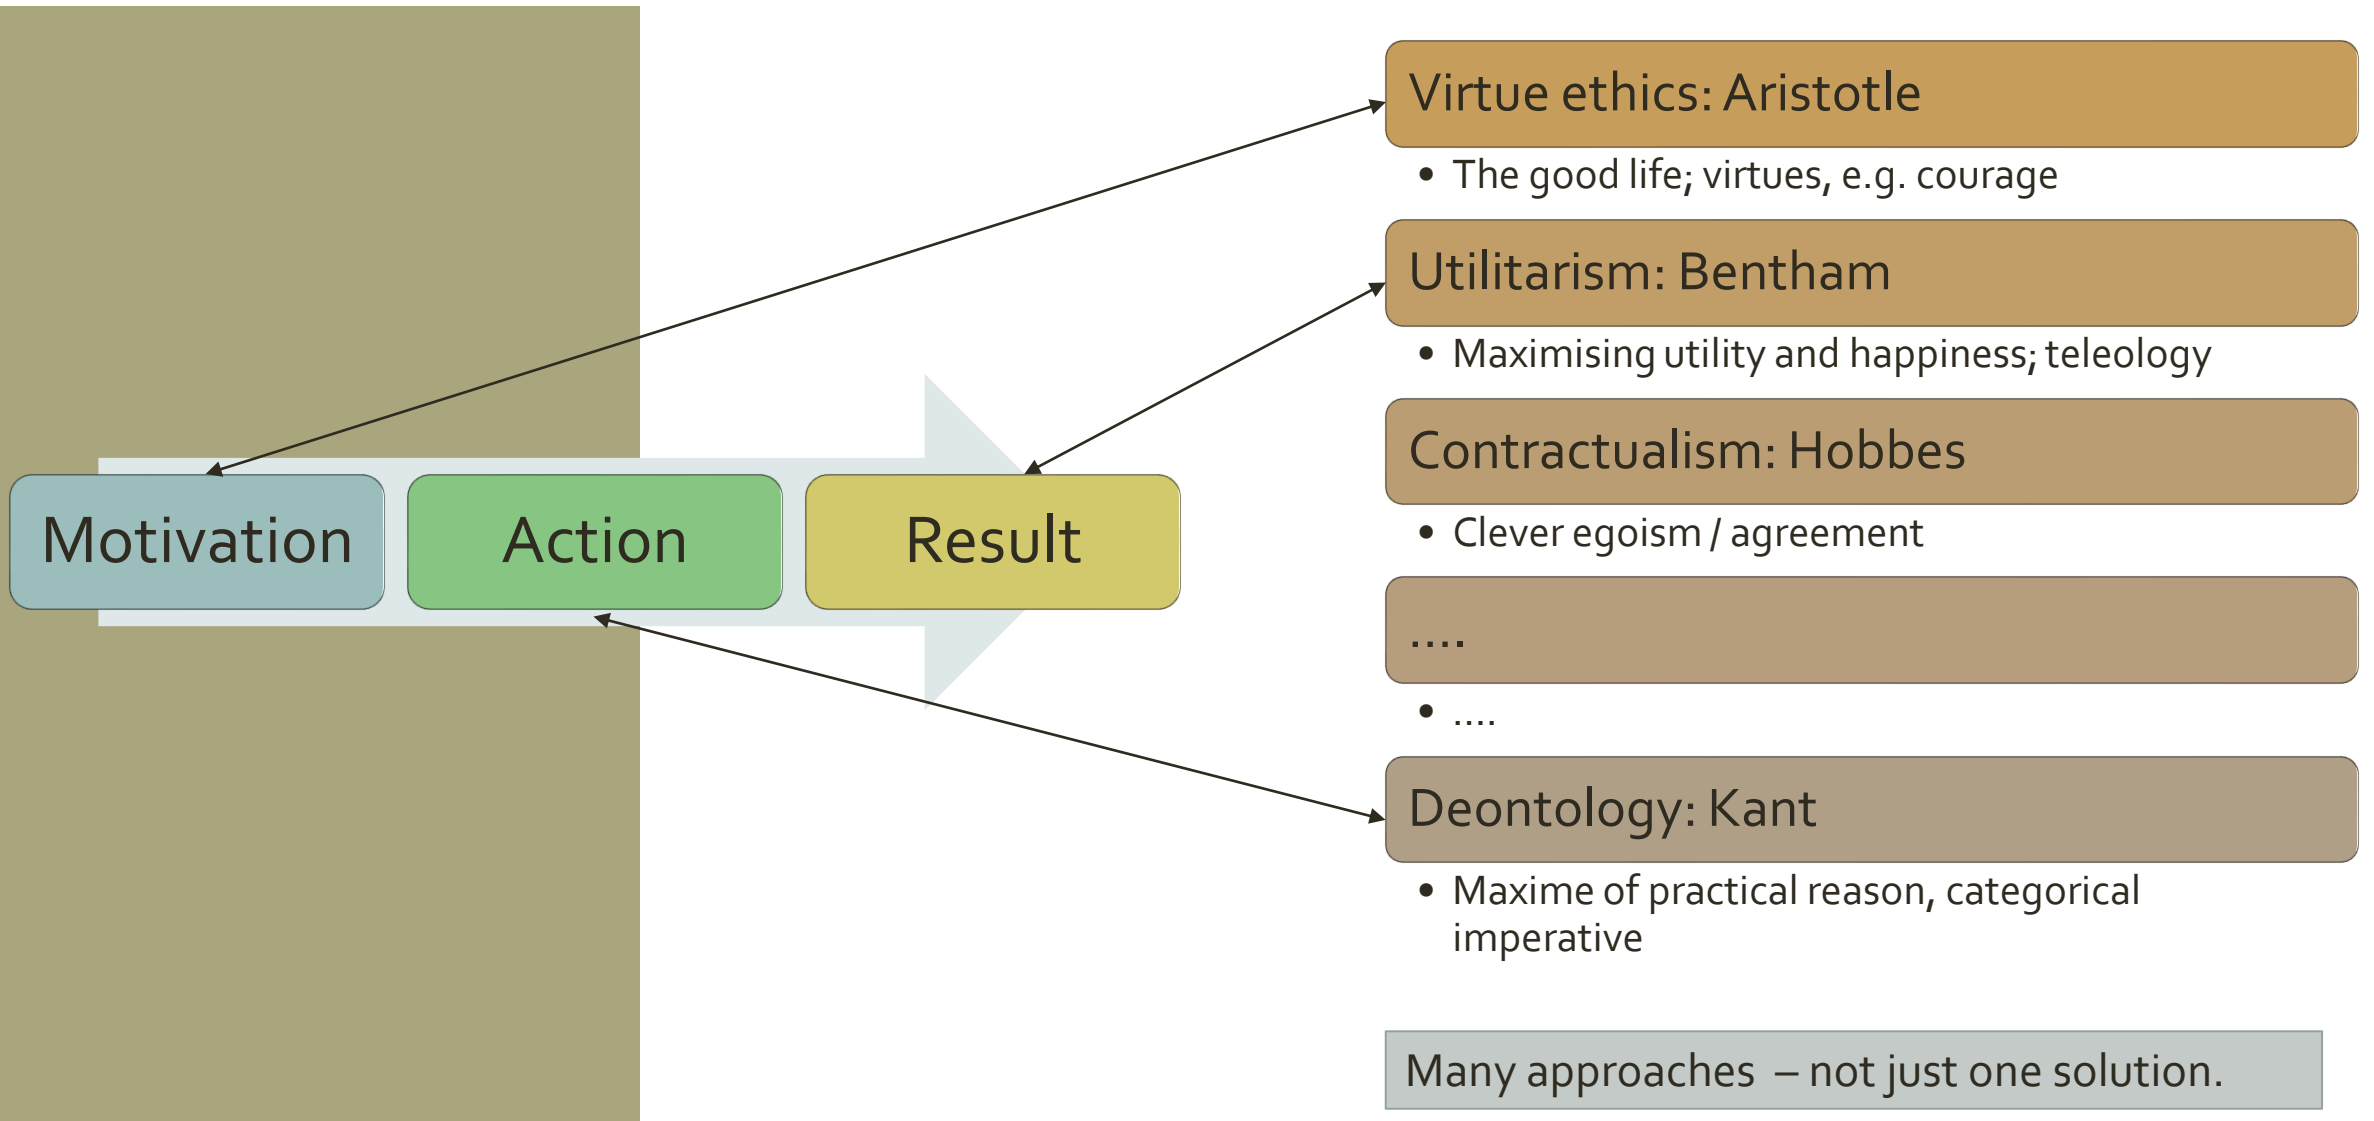 Motivation
Action
Result
Virtue ethics: Aristotle
• The good life; virtues, e.g. courage
Utilitarism: Bentham
• Maximising utility and happiness; teleology
Contractualism: Hobbes
• Clever egoism / agreement
....
• ....
Deontology: Kant
• Maxime of practical reason, categorical
imperative
Many approaches – not just one solution.